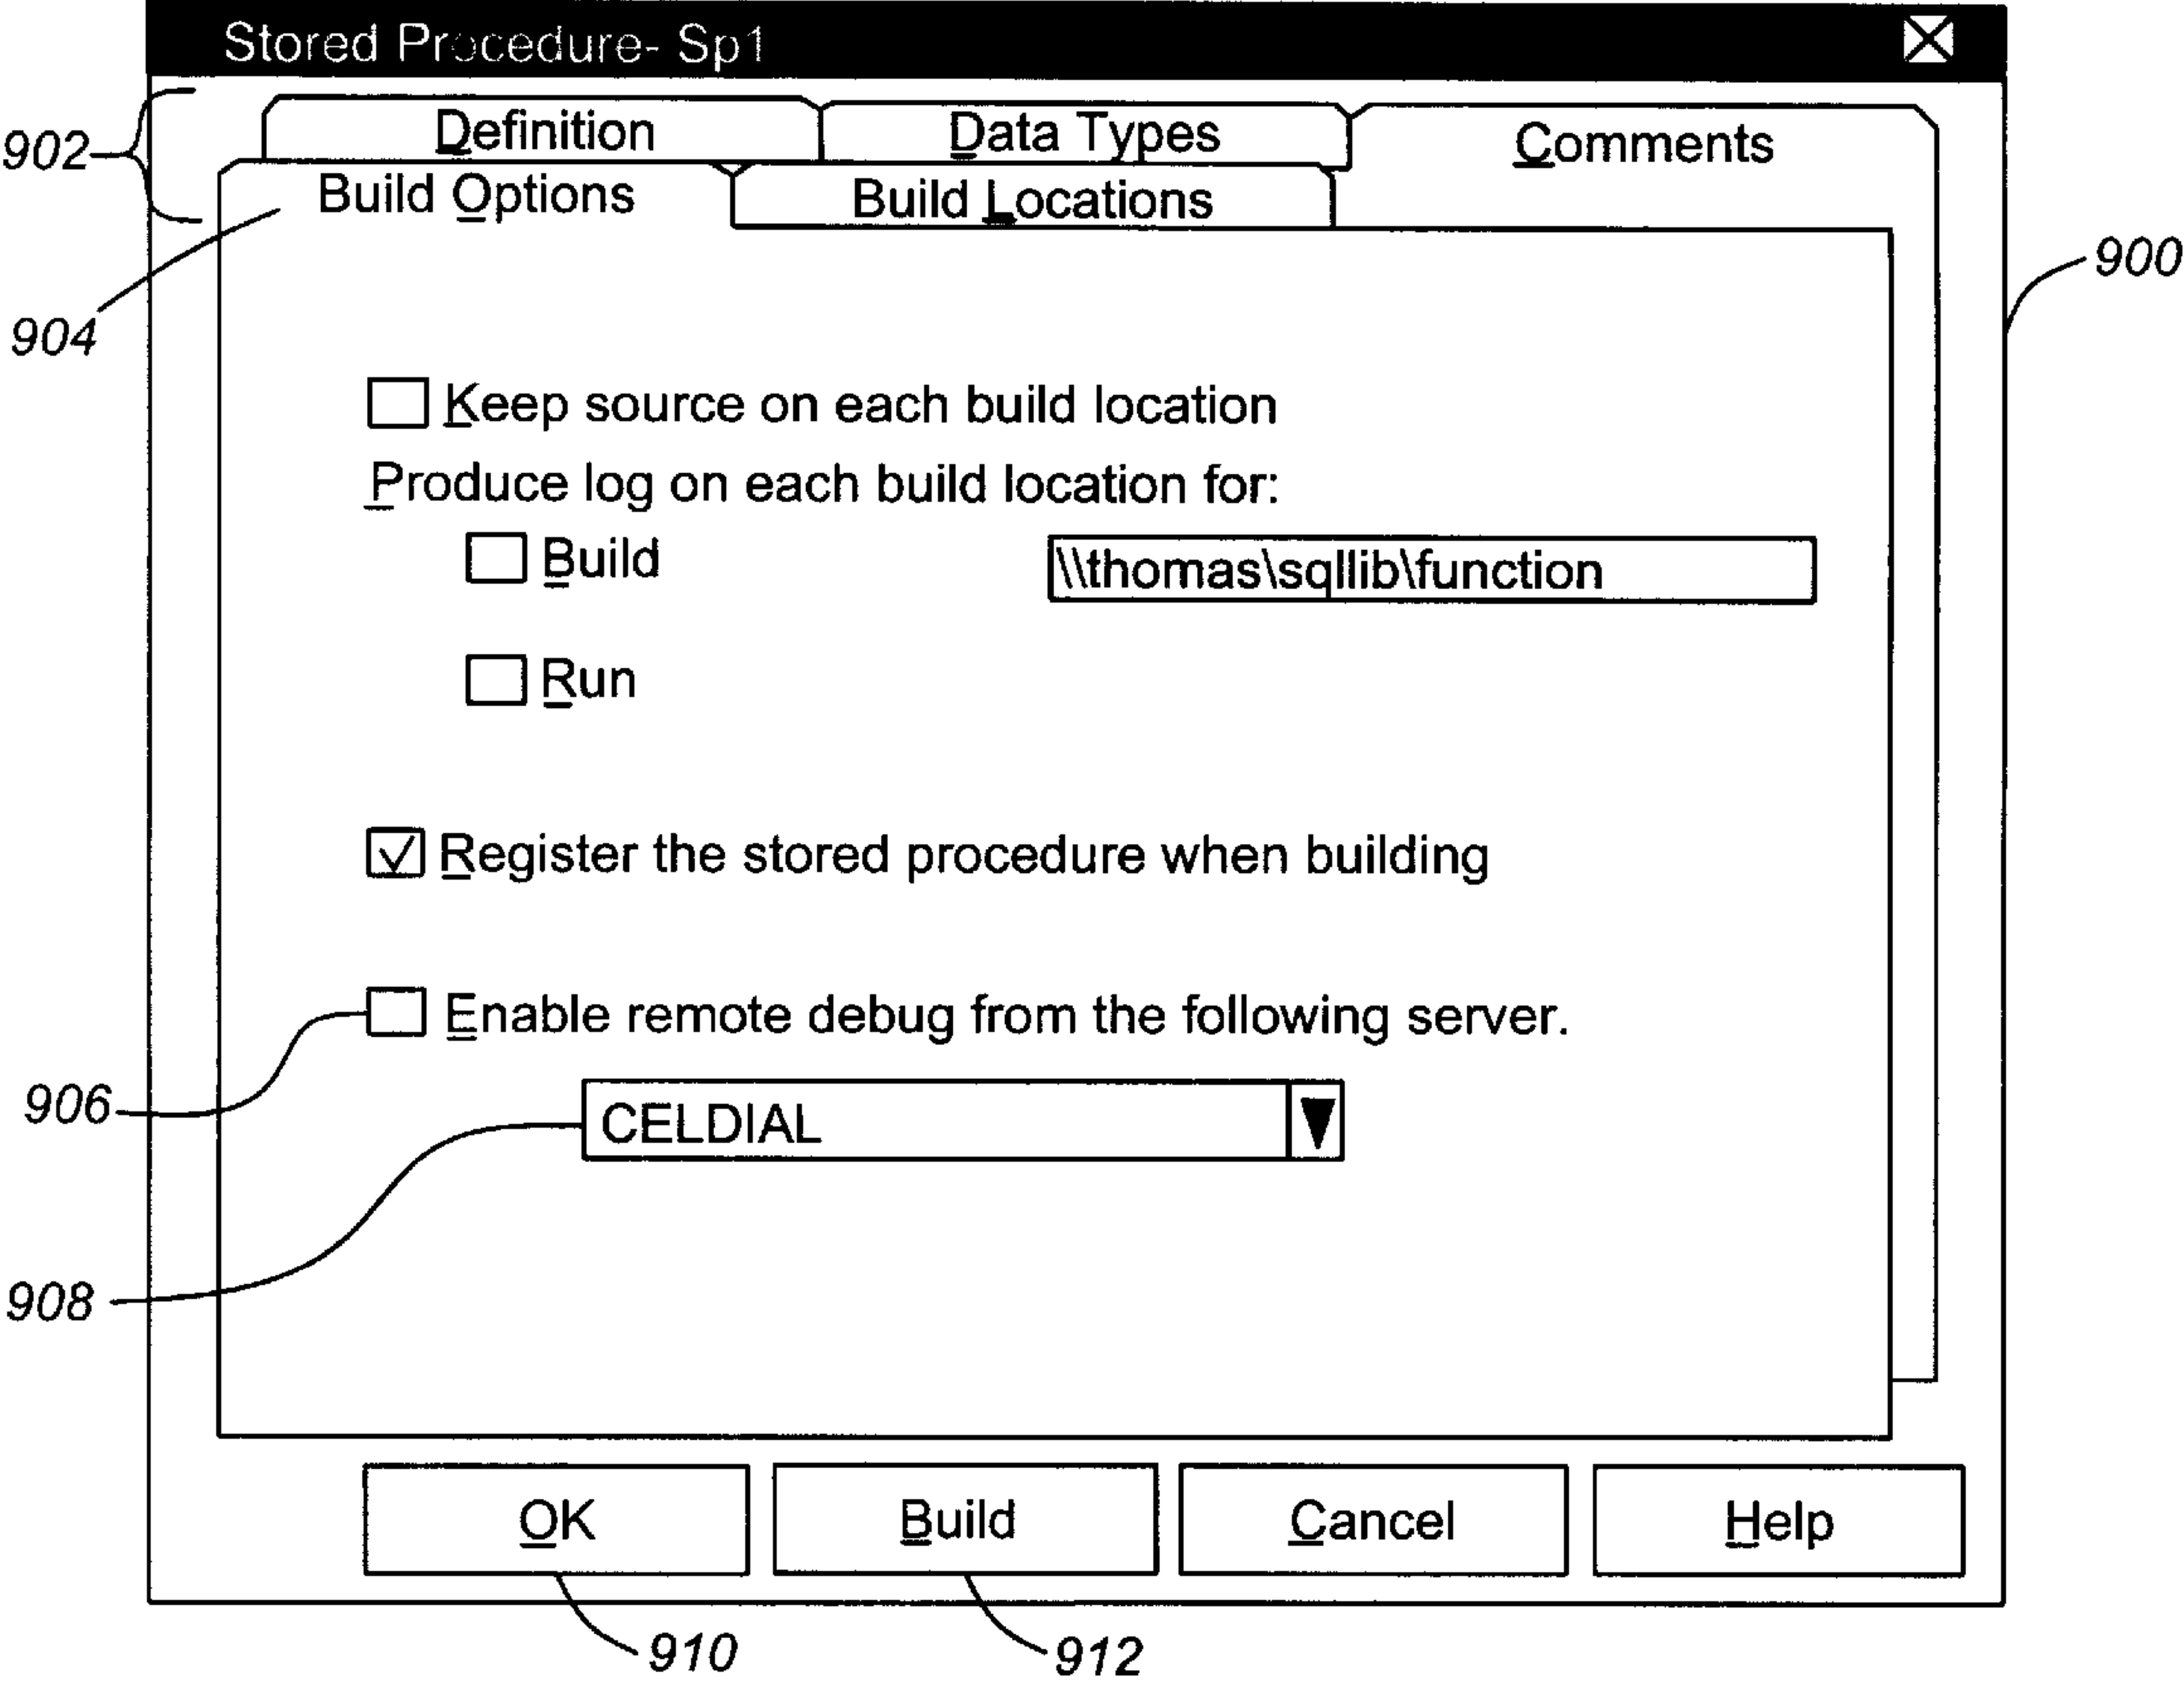 Stored Procedure- Sp1
902
Definition
Data Types
Comments
Build Options
Build Locations
900
904
Keep source on each build location
Produce log on each build location for:
Build
\\thomas\sqllib\function
Run
Register the stored procedure when building
Enable remote debug from the following server.
906
CELDIAL
908
OK
Build
Cancel
Help
910
912